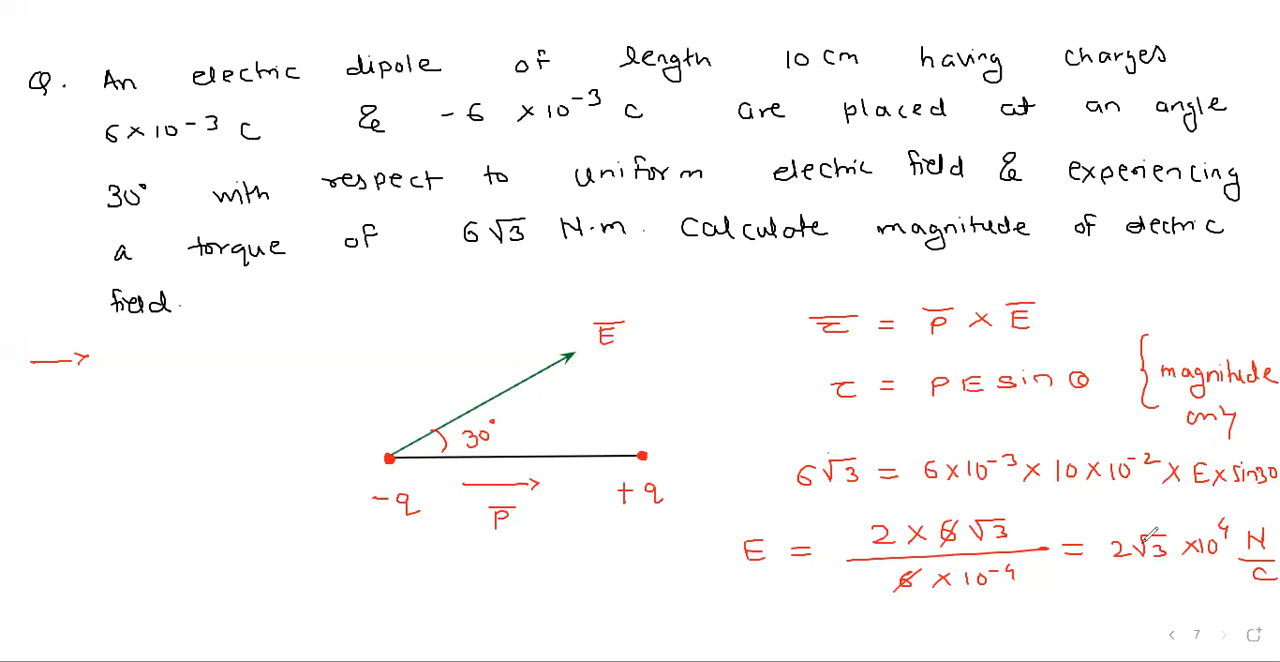 Q. An electric dipole of length 10 cm having charges
6×10⁻³ C & -6 ×10⁻³ C are placed at an angle
30° with respect to uniform electric field & experiencing
a torque of 6√3 N·m. Calculate magnitude of electric
field.
→
E̅
30°
-q
+q
P̅
τ̅ = P̅ × E̅
τ = PE sin θ
{ magnitude
only
6√3 = 6×10⁻³ × 10×10⁻² × E × sin30
E = 2 × 6√3 / 6 × 10⁻⁴ = 2√3 ×10⁴ N/C
< 7 >